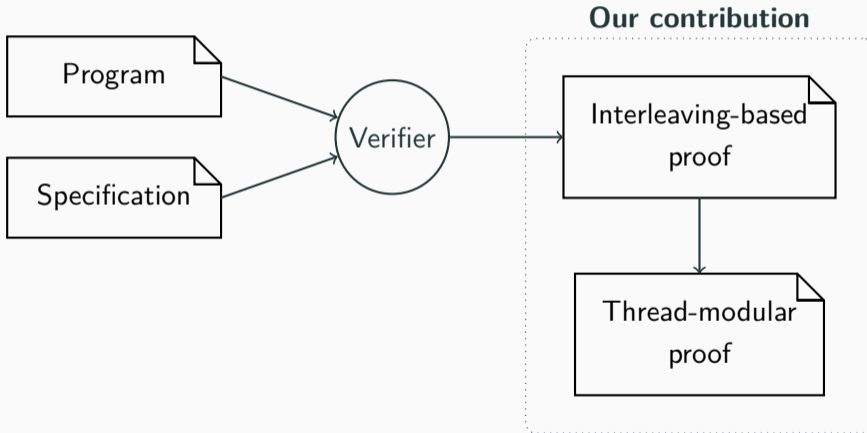 Our contribution
Program
Interleaving-based
proof
Verifier
Specification
Thread-modular
proof